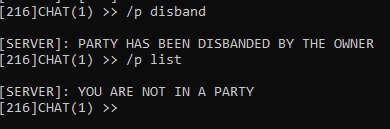 [216]CHAT(1) >> /p disband
[SERVER]: PARTY HAS BEEN DISBANDED BY THE OWNER
[216]CHAT(1) >> /p list
[SERVER]: YOU ARE NOT IN A PARTY
[216]CHAT(1) >>